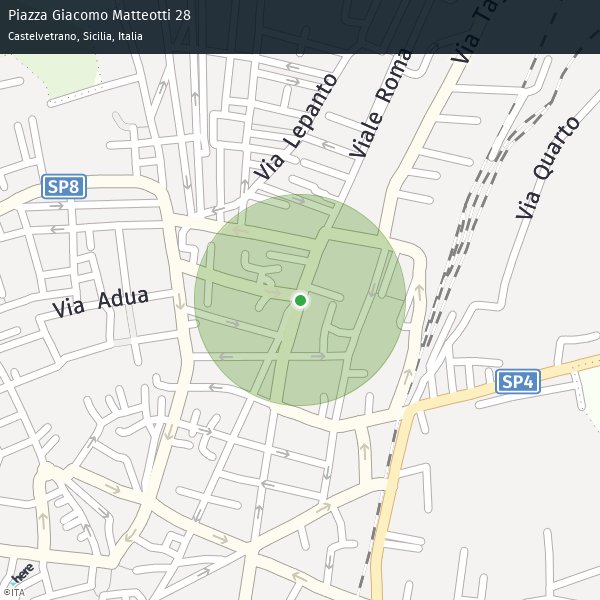 Piazza Giacomo Matteotti 28
Castelvetrano, Sicilia, Italia
Via Lepanto
Viale Roma
Via
Via Quarto
SP8
Via Adua
SP4
here
©ITA